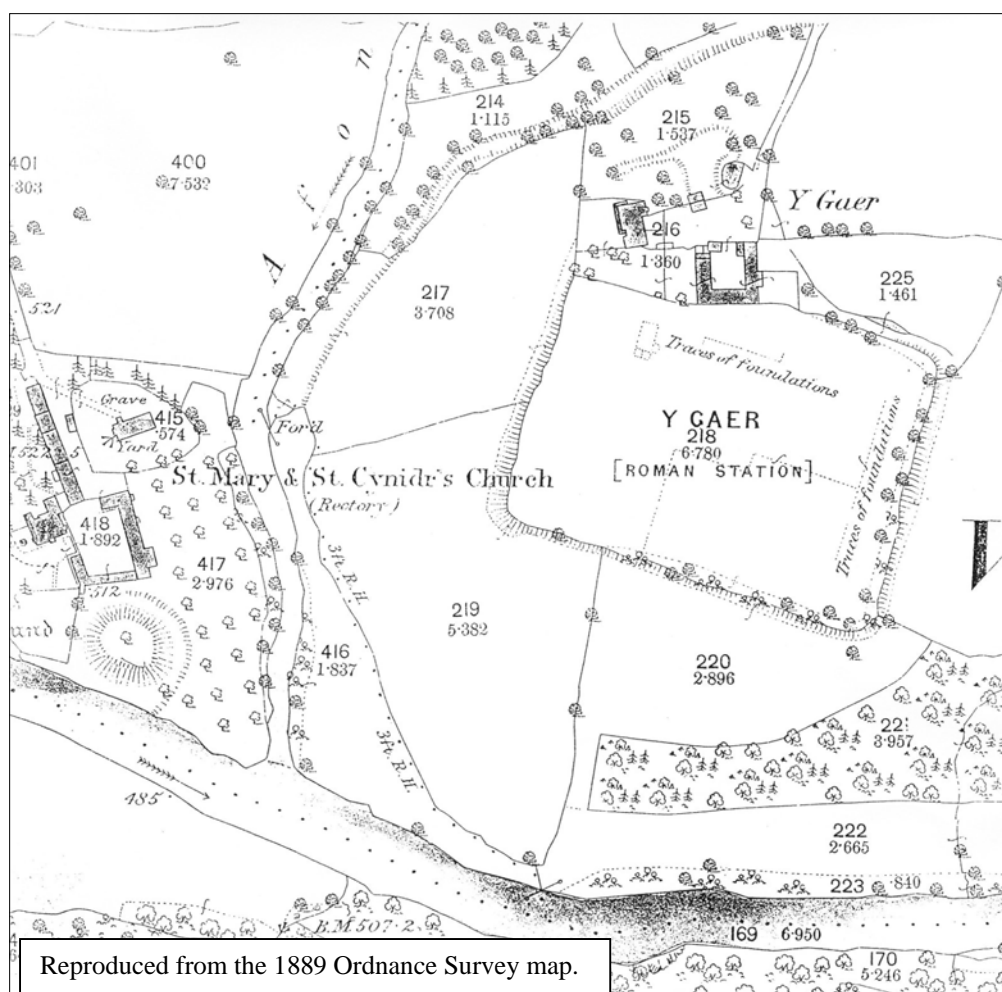 214
1·115
215
1·537
401
·303
400
7·532
A f o n
Y Gaer
216
1·360
225
1·461
217
3·708
521
Traces of foundations
Grave
Yard
415
·574
Ford
Y GAER
218
6·780
[ROMAN STATION]
Traces of foundations
St. Mary & St. Cynidr's Church
(Rectory)
418
1·892
417
2·976
512
3ft. R.H.
219
5·382
416
1·837
220
2·896
3·957
3ft. R.H.
485·
222
2·665
223
·840
B.M.507·2
169 6·950
170
5·246
Reproduced from the 1889 Ordnance Survey map.